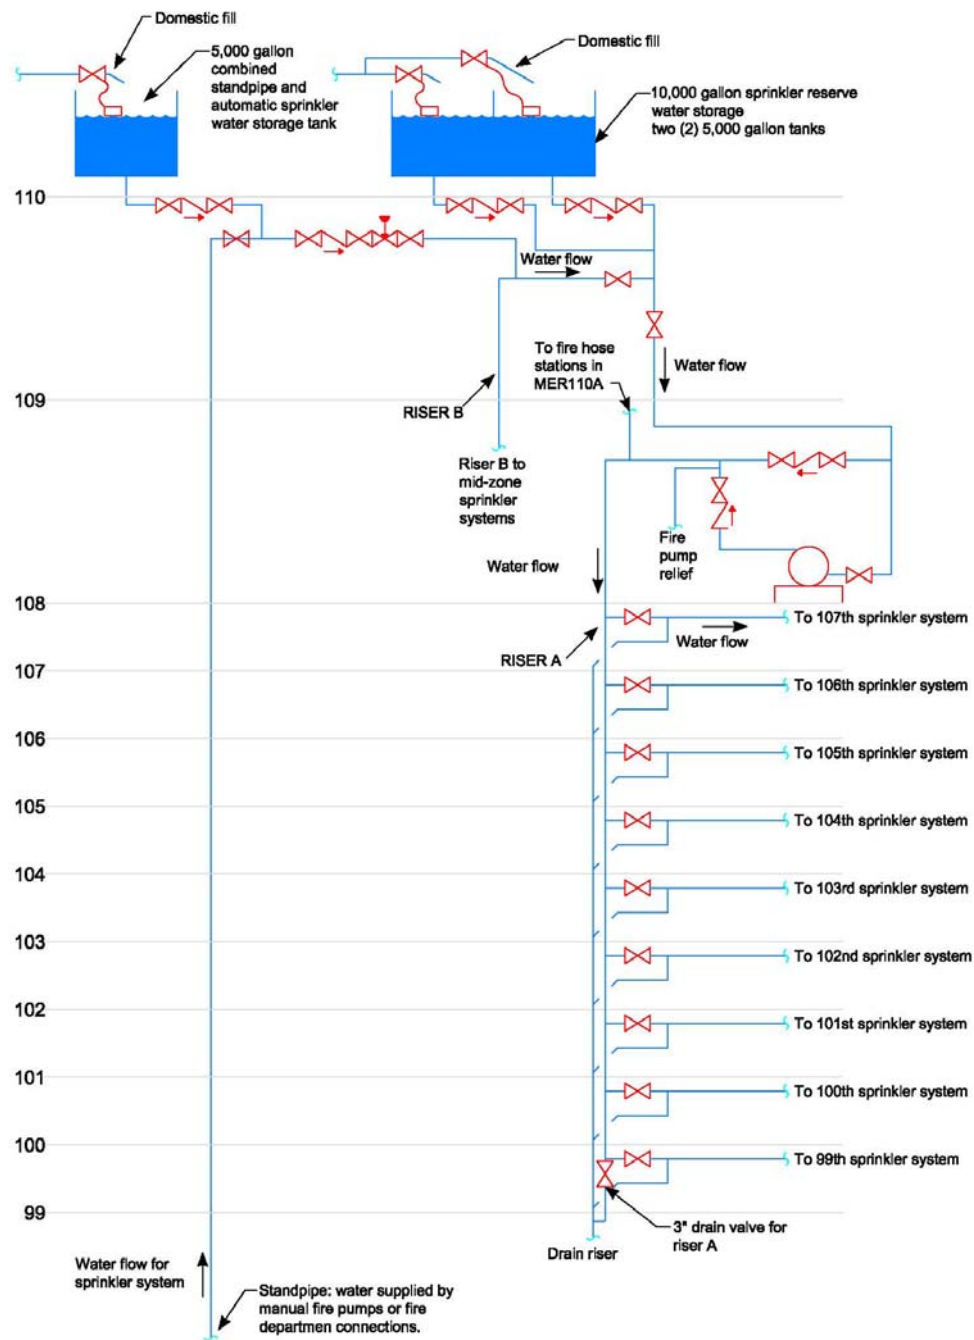 Domestic fill
5,000 gallon
combined
standpipe and
automatic sprinkler
water storage tank
Domestic fill
10,000 gallon sprinkler reserve
water storage
two (2) 5,000 gallon tanks
110
Water flow
To fire hose
stations in
MER110A
Water flow
109
RISER B
Riser B to
mid-zone
sprinkler
systems
Fire
pump
relief
Water flow
108
To 107th sprinkler system
Water flow
RISER A
107
To 106th sprinkler system
106
To 105th sprinkler system
105
To 104th sprinkler system
104
To 103rd sprinkler system
103
To 102nd sprinkler system
102
To 101st sprinkler system
101
To 100th sprinkler system
100
To 99th sprinkler system
99
3" drain valve for
riser A
Drain riser
Water flow for
sprinkler system
Standpipe: water supplied by
manual fire pumps or fire
departmen connections.